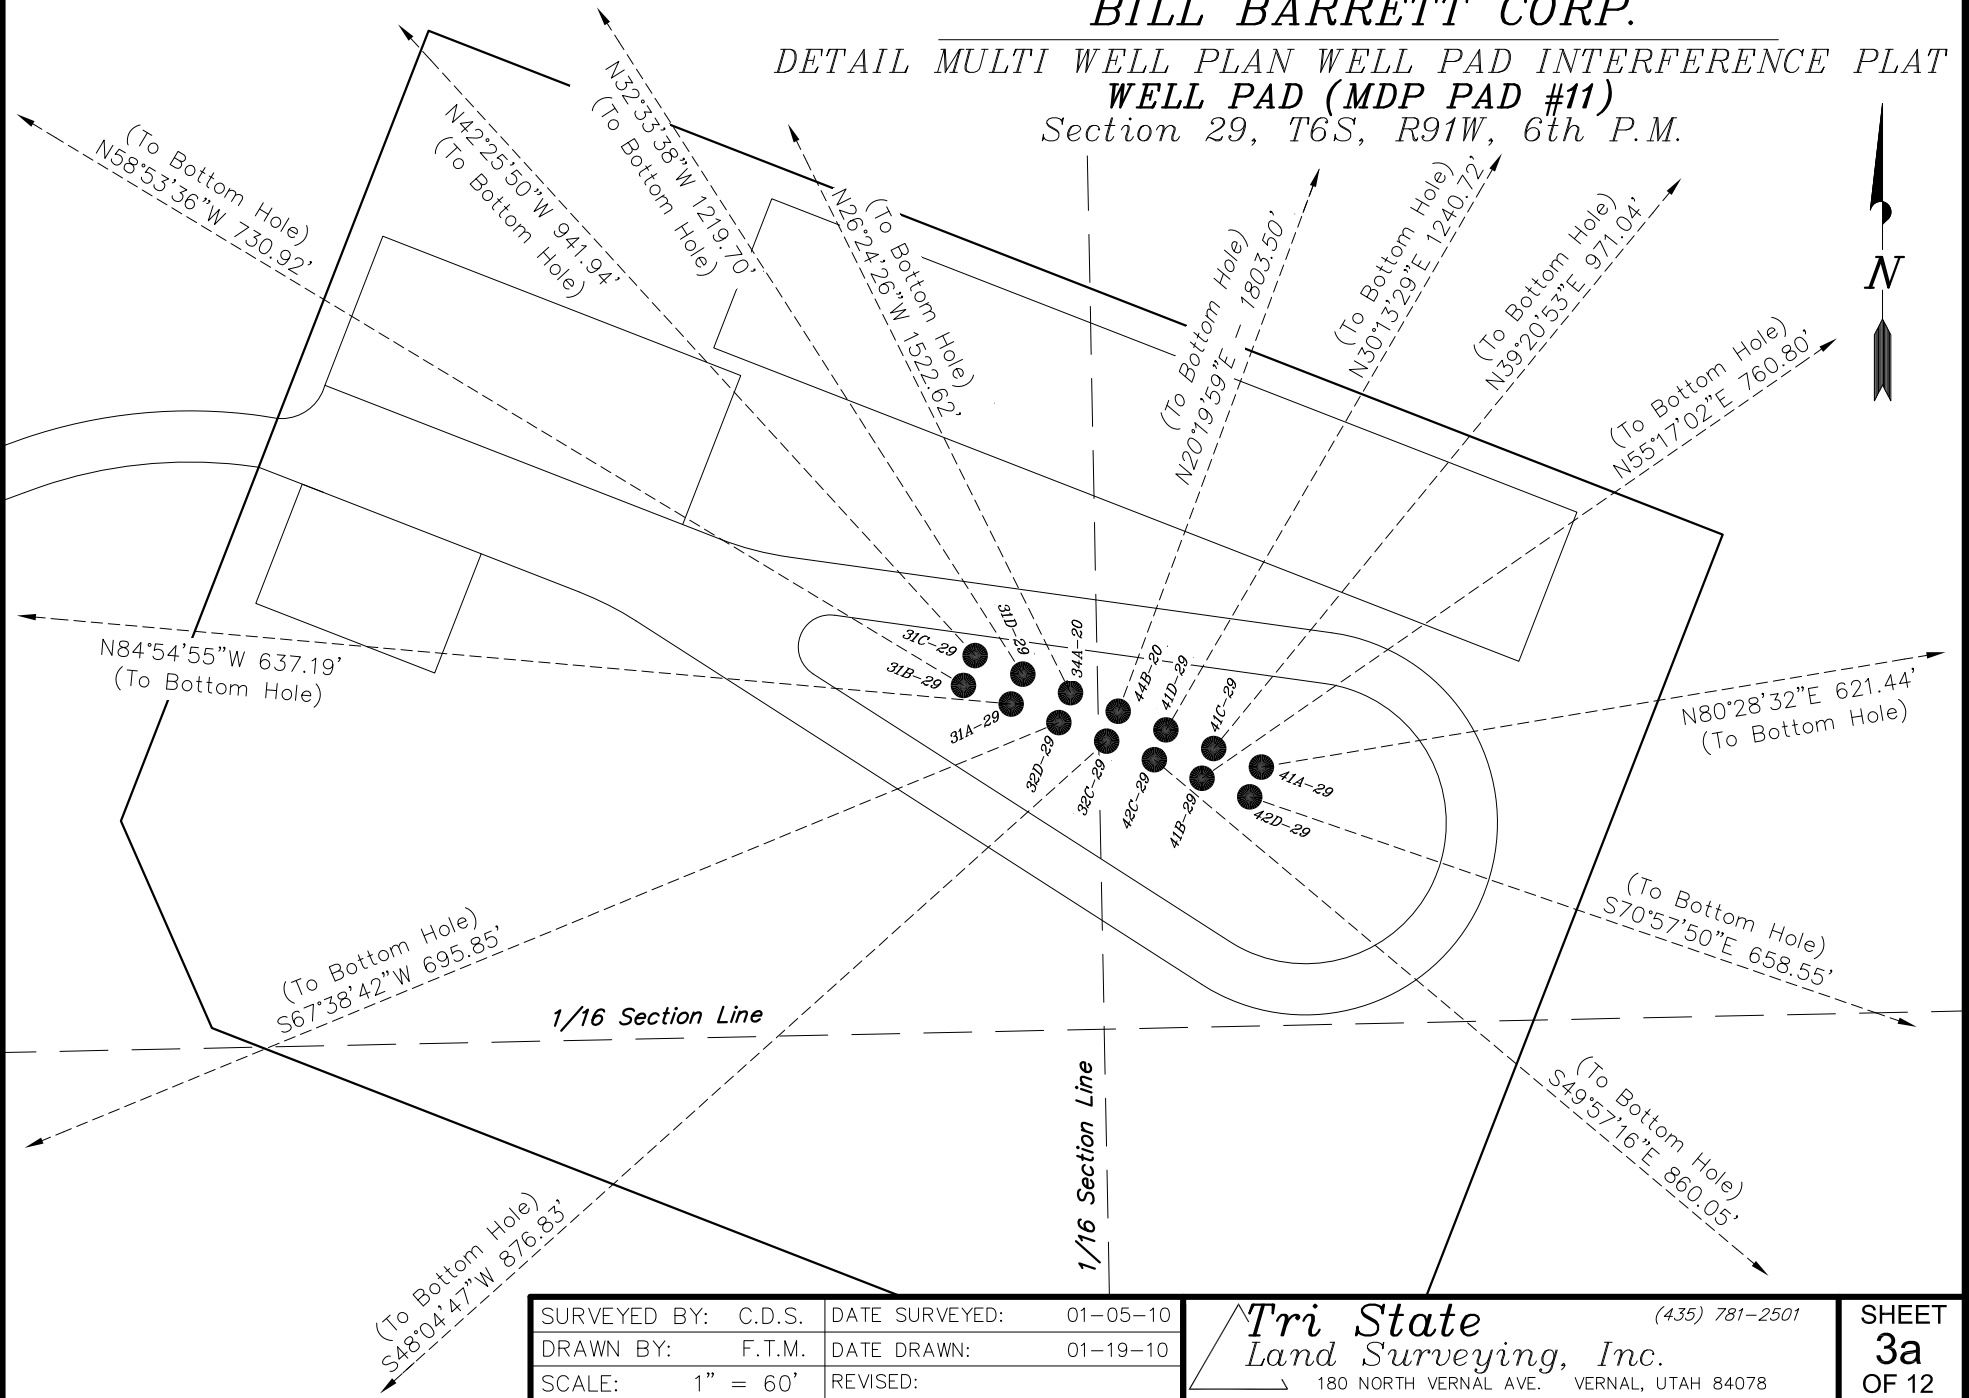 BILL BARRETT CORP.
DETAIL MULTI WELL PLAN WELL PAD INTERFERENCE PLAT
WELL PAD (MDP PAD #11)
Section 29, T6S, R91W, 6th P.M.
N
(To Bottom Hole)
N58°53'36"W 730.92'
N42°25'50"W 941.94'
(To Bottom Hole)
N32°33'38"W 1219.70'
(To Bottom Hole)
(To Bottom Hole)
N26°24'26"W 1522.62'
(To Bottom Hole)
N20°19'59"E - 1803.50'
(To Bottom Hole)
N30°13'29"E 1240.72'
(To Bottom Hole)
N39°20'53"E 971.04'
(To Bottom Hole)
N55°17'02"E 760.80'
N84°54'55"W 637.19'
(To Bottom Hole)
N80°28'32"E 621.44'
(To Bottom Hole)
31C-29
31D-29
34A-20
44B-20
41D-29
41C-29
31B-29
31A-29
32D-29
32C-29
42C-29
41B-29
41A-29
42D-29
(To Bottom Hole)
S70°57'50"E 658.55'
(To Bottom Hole)
S67°38'42"W 695.85'
1/16 Section Line
1/16 Section Line
(To Bottom Hole)
S49°57'16"E 860.05'
(To Bottom Hole)
S48°04'47"W 876.83'
SURVEYED BY: C.D.S. DATE SURVEYED: 01-05-10
DRAWN BY: F.T.M. DATE DRAWN: 01-19-10
SCALE: 1" = 60' REVISED:
Tri State (435) 781-2501
Land Surveying, Inc.
180 NORTH VERNAL AVE. VERNAL, UTAH 84078
SHEET
3a
OF 12